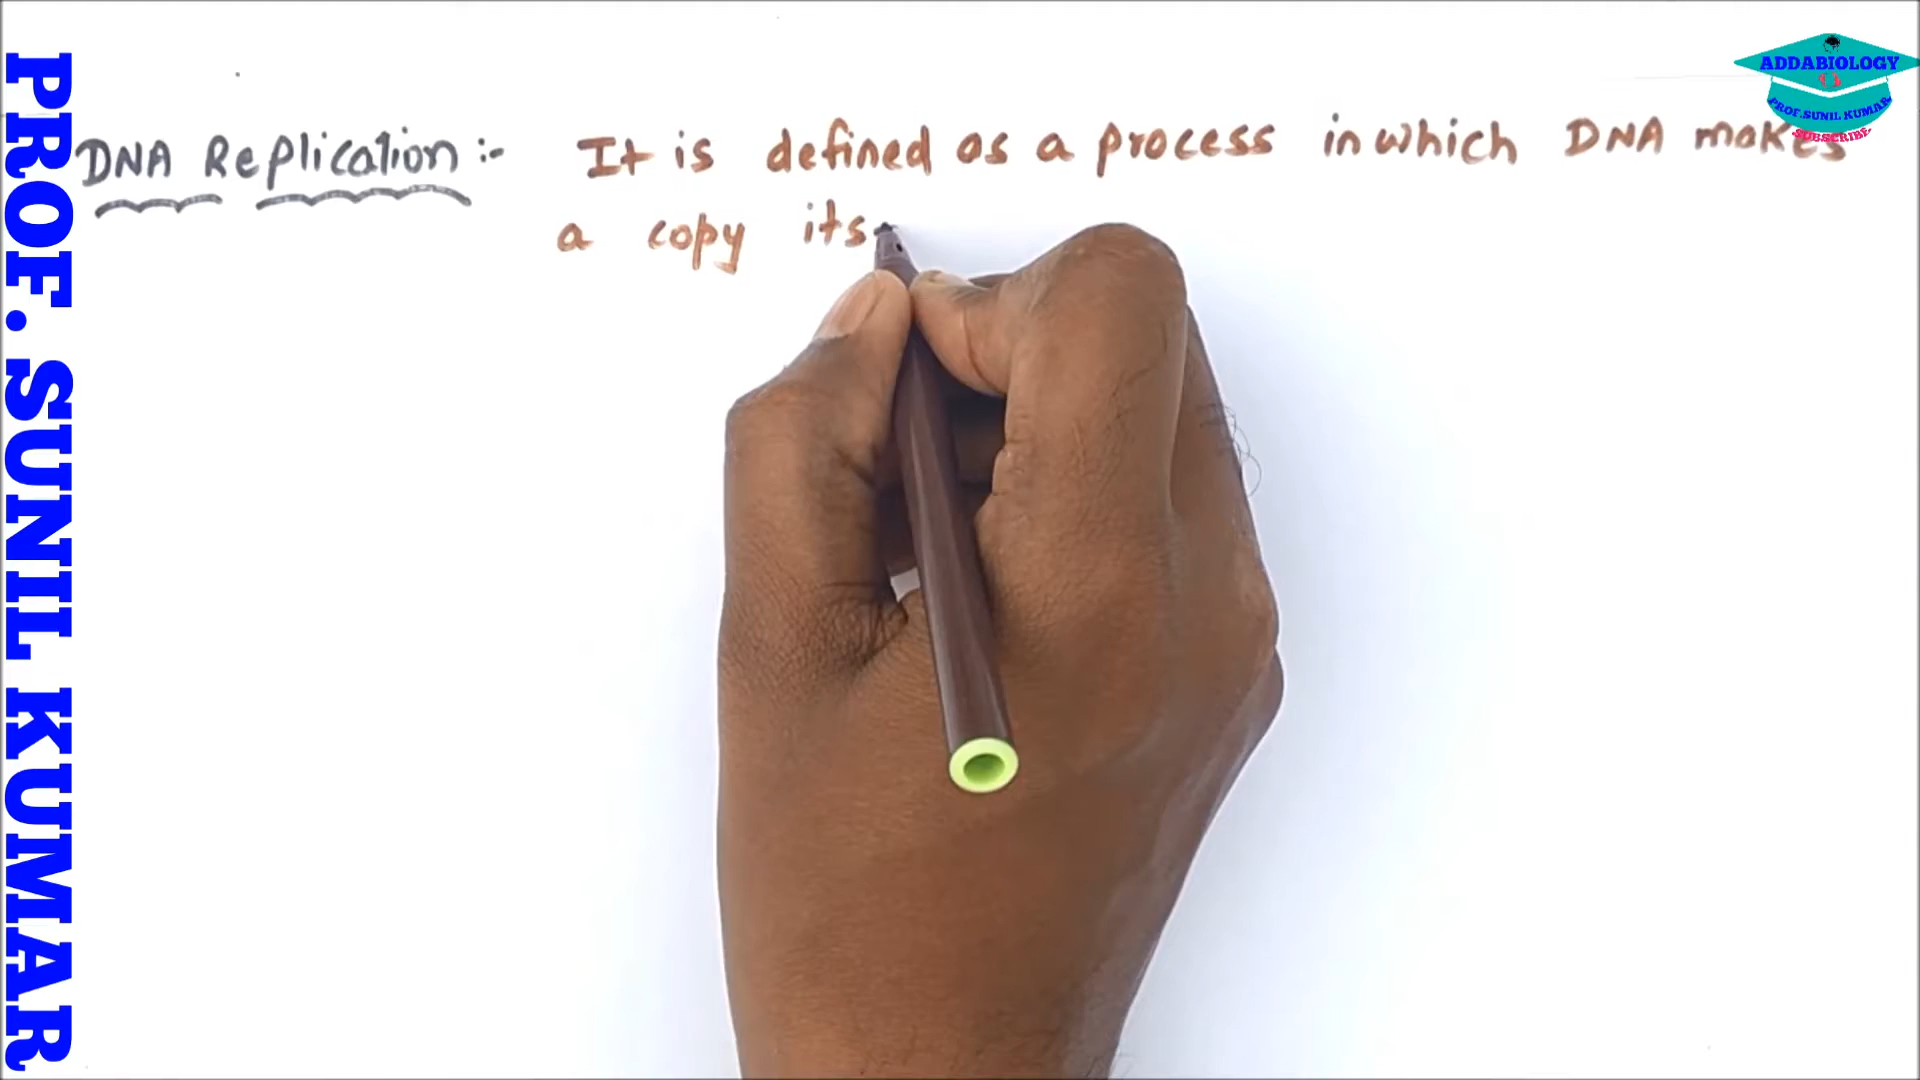 PROF. SUNIL KUMAR
ADDABIOLOGY
PROF.SUNIL KUMAR
SUBSCRIBE
DNA Replication :- It is defined as a process in which DNA makes
a copy its